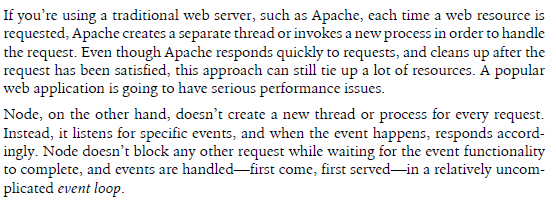 If you’re using a traditional web server, such as Apache, each time a web resource is
requested, Apache creates a separate thread or invokes a new process in order to handle
the request. Even though Apache responds quickly to requests, and cleans up after the
request has been satisfied, this approach can still tie up a lot of resources. A popular
web application is going to have serious performance issues.
Node, on the other hand, doesn’t create a new thread or process for every request.
Instead, it listens for specific events, and when the event happens, responds accord-
ingly. Node doesn’t block any other request while waiting for the event functionality
to complete, and events are handled—first come, first served—in a relatively uncom-
plicated event loop.